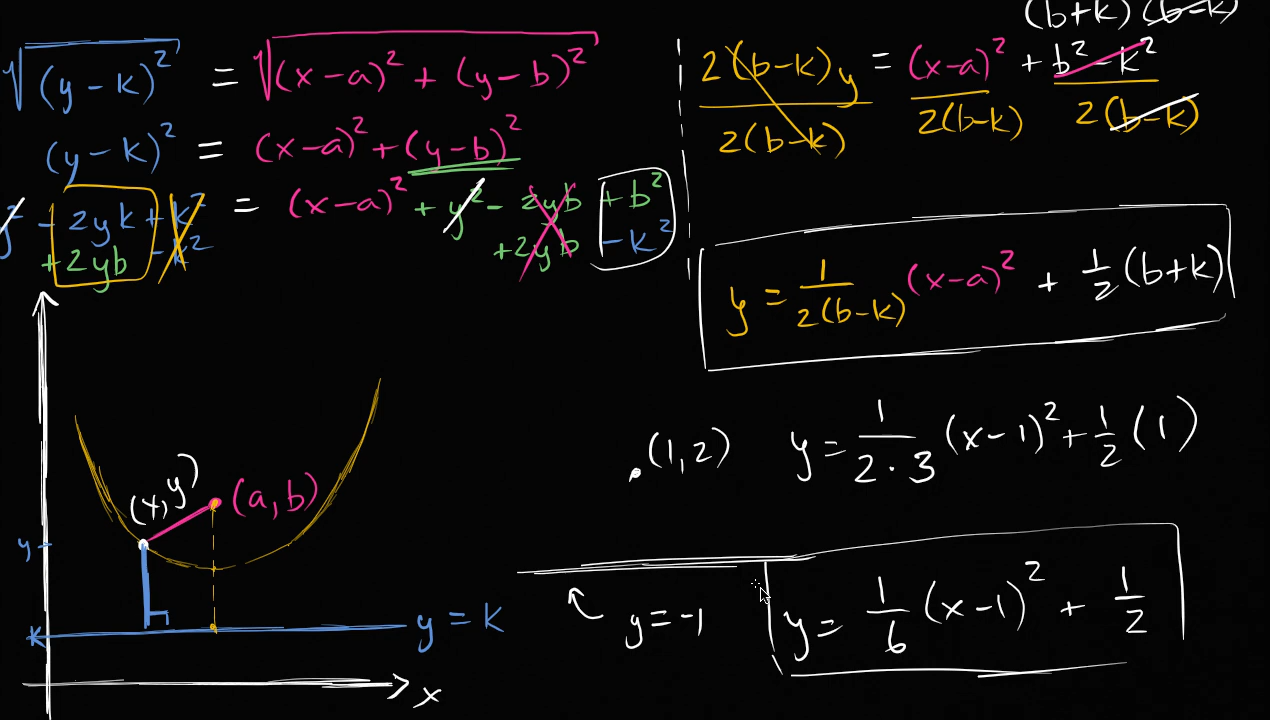 √(y−k)² = √(x−a)² + (y−b)²
(y−k)² = (x−a)² + (y−b)²
y² − 2yk + k² = (x−a)² + y² − 2yb + b²
+2yb − k² +2yb − k²
(b+k)(b−k)
2(b−k)y / 2(b−k) = (x−a)² / 2(b−k) + b² − k² / 2(b−k)
y = 1/2(b−k) (x−a)² + 1/2 (b+k)
(1,2) y = 1/2·3 (x−1)² + 1/2 (1)
y = −1
y = 1/6 (x−1)² + 1/2
(x,y)
(a,b)
y
k
y = k
x